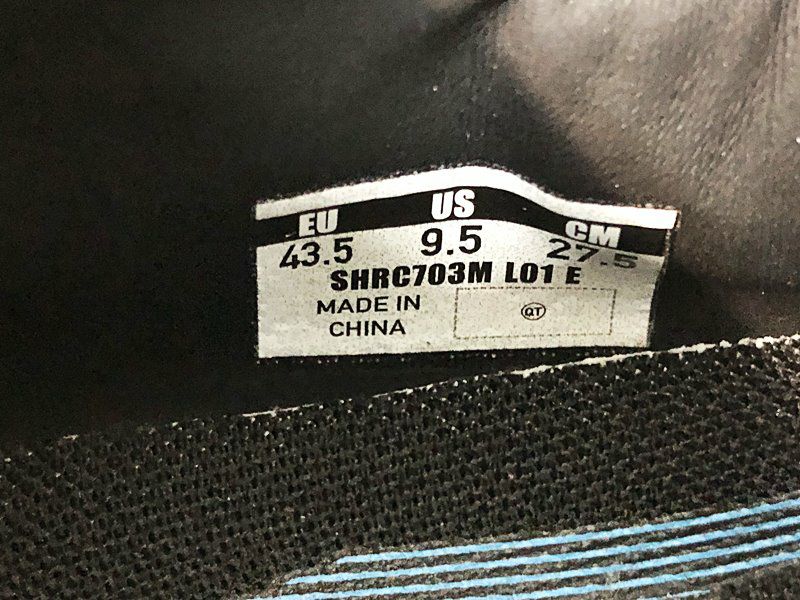 EU US CM
43.5 9.5 27.5
SHRC703M L01 E
MADE IN
CHINA
QT